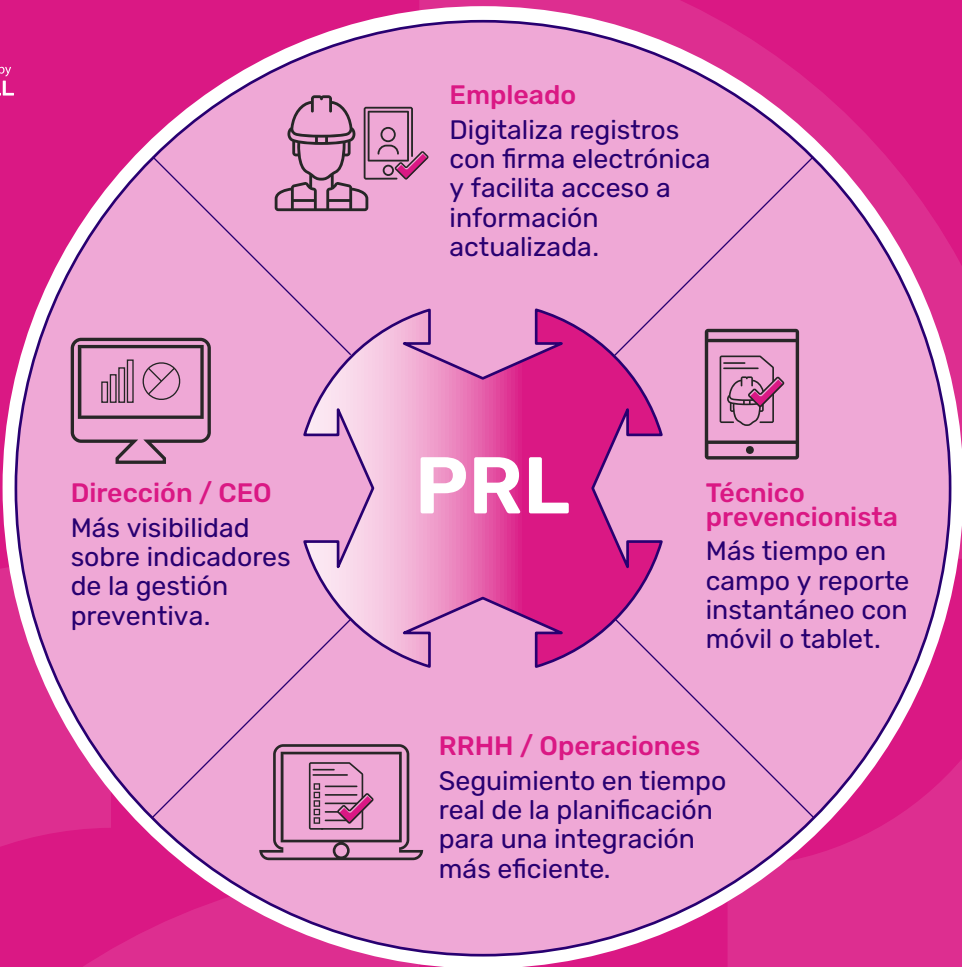 by
Empleado
Digitaliza registros
con firma electrónica
y facilita acceso a
información
actualizada.
Dirección / CEO
Más visibilidad
sobre indicadores
de la gestión
preventiva.
PRL
Técnico
prevencionista
Más tiempo en
campo y reporte
instantáneo con
móvil o tablet.
RRHH / Operaciones
Seguimiento en tiempo
real de la planificación
para una integración
más eficiente.